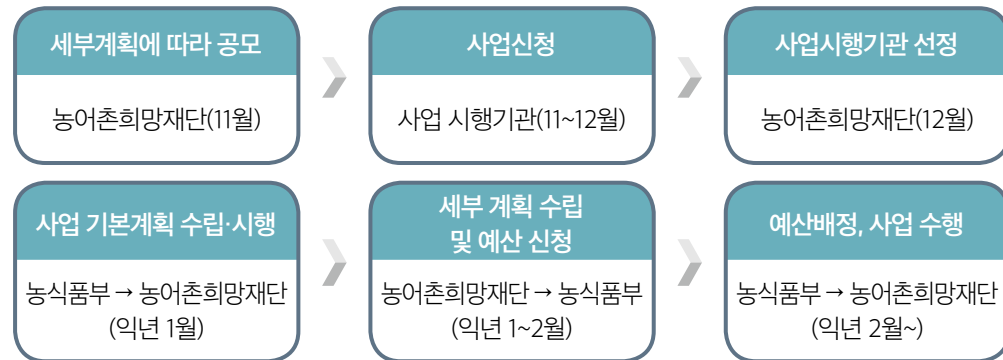 세부계획에 따라 공모
농어촌희망재단(11월)
사업신청
사업 시행기관(11~12월)
사업시행기관 선정
농어촌희망재단(12월)
사업 기본계획 수립·시행
농식품부 → 농어촌희망재단
(익년 1월)
세부 계획 수립
및 예산 신청
농어촌희망재단 → 농식품부
(익년 1~2월)
예산배정, 사업 수행
농식품부 → 농어촌희망재단
(익년 2월~)